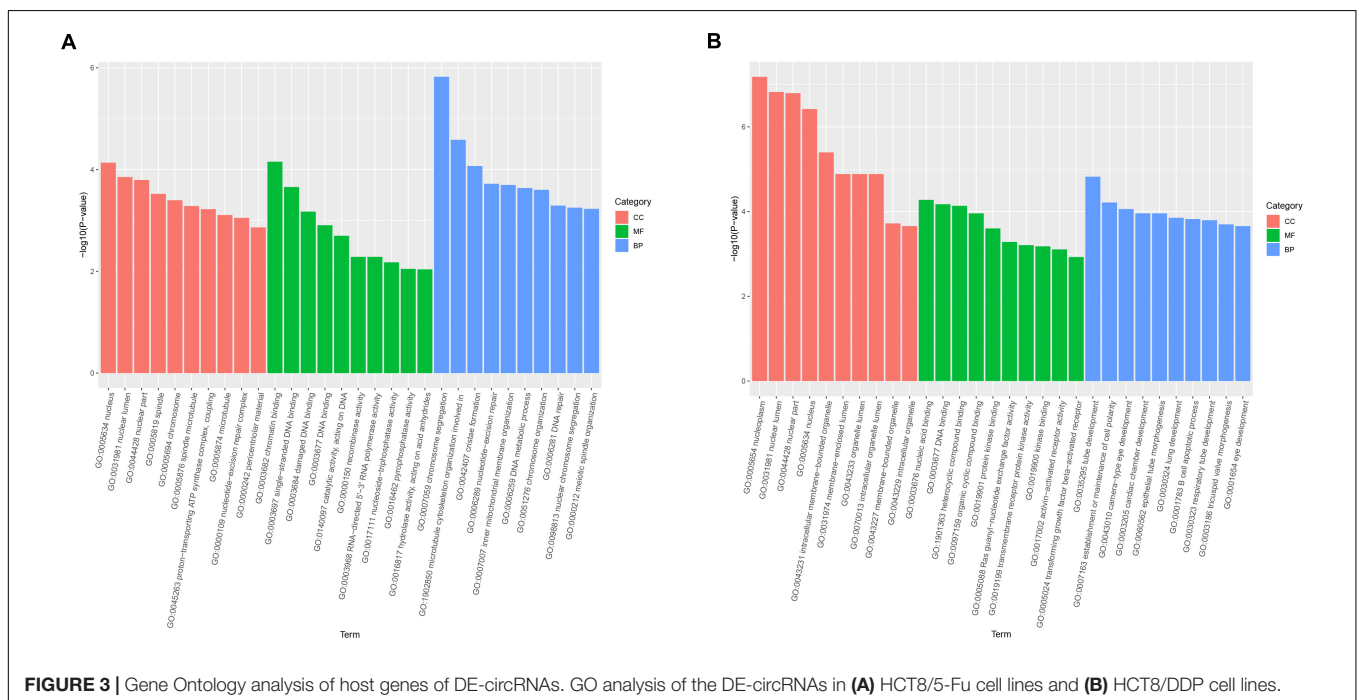 A
6
4
2
0
−log10(P−value)
Category
CC
MF
BP
GO:0005634 nucleus
GO:0031981 nuclear lumen
GO:0044428 nuclear part
GO:0005819 spindle
GO:0005694 chromosome
GO:0005876 spindle microtubule
GO:0045263 proton−transporting ATP synthase complex, coupling
GO:0005874 microtubule
GO:0000109 nucleotide−excision repair complex
GO:0000242 pericentriolar material
GO:0003682 chromatin binding
GO:0003697 single−stranded DNA binding
GO:0003684 damaged DNA binding
GO:0003677 DNA binding
GO:0140097 catalytic activity, acting on DNA
GO:0000150 recombinase activity
GO:0003968 RNA−directed 5'−3' RNA polymerase activity
GO:0017111 nucleoside−triphosphatase activity
GO:0016462 pyrophosphatase activity
GO:0016817 hydrolase activity, acting on acid anhydrides
GO:0007059 chromosome segregation
GO:1902850 microtubule cytoskeleton organization involved in
GO:0042407 cristae formation
GO:0006289 nucleotide−excision repair
GO:0007007 inner mitochondrial membrane organization
GO:0006259 DNA metabolic process
GO:0051276 chromosome organization
GO:0006281 DNA repair
GO:0098813 nuclear chromosome segregation
GO:0000212 meiotic spindle organization
Term
B
6
4
2
0
−log10(P−value)
Category
CC
MF
BP
GO:0005654 nucleoplasm
GO:0031981 nuclear lumen
GO:0044428 nuclear part
GO:0005634 nucleus
GO:0043231 intracellular membrane−bounded organelle
GO:0031974 membrane−enclosed lumen
GO:0043233 organelle lumen
GO:0070013 intracellular organelle lumen
GO:0043227 membrane−bounded organelle
GO:0043229 intracellular organelle
GO:0003676 nucleic acid binding
GO:0003677 DNA binding
GO:1901363 heterocyclic compound binding
GO:0097159 organic cyclic compound binding
GO:0019901 protein kinase binding
GO:0005088 Ras guanyl−nucleotide exchange factor activity
GO:0019199 transmembrane receptor protein kinase activity
GO:0019900 kinase binding
GO:0017002 activin−activated receptor activity
GO:0005024 transforming growth factor beta−activated receptor
GO:0035295 tube development
GO:0007163 establishment or maintenance of cell polarity
GO:0043010 camera−type eye development
GO:0003205 cardiac chamber development
GO:0060562 epithelial tube morphogenesis
GO:0030324 lung development
GO:0001783 B cell apoptotic process
GO:0030323 respiratory tube development
GO:0003186 tricuspid valve morphogenesis
GO:0001654 eye development
Term
FIGURE 3 | Gene Ontology analysis of host genes of DE-circRNAs. GO analysis of the DE-circRNAs in (A) HCT8/5-Fu cell lines and (B) HCT8/DDP cell lines.